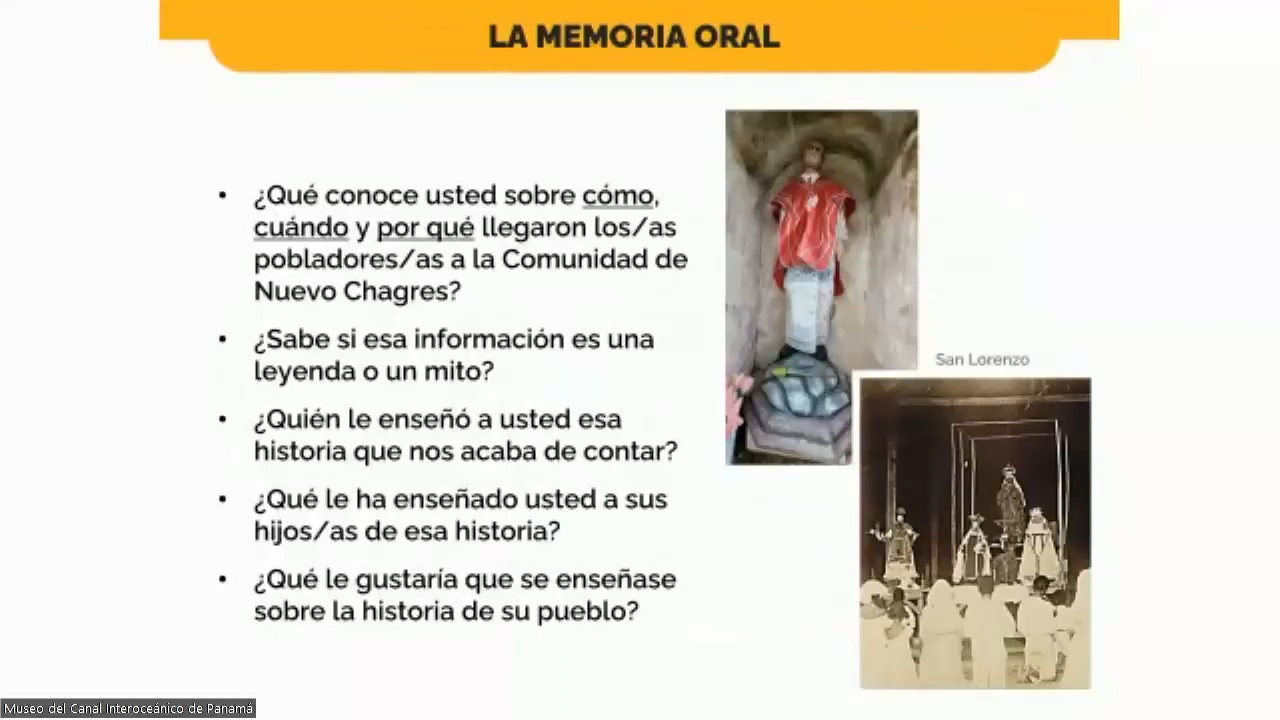 LA MEMORIA ORAL
• ¿Qué conoce usted sobre cómo,
cuándo y por qué llegaron los/as
pobladores/as a la Comunidad de
Nuevo Chagres?
• ¿Sabe si esa información es una
leyenda o un mito?
• ¿Quién le enseñó a usted esa
historia que nos acaba de contar?
• ¿Qué le ha enseñado usted a sus
hijos/as de esa historia?
• ¿Qué le gustaría que se enseñase
sobre la historia de su pueblo?
San Lorenzo
Museo del Canal Interoceánico de Panamá